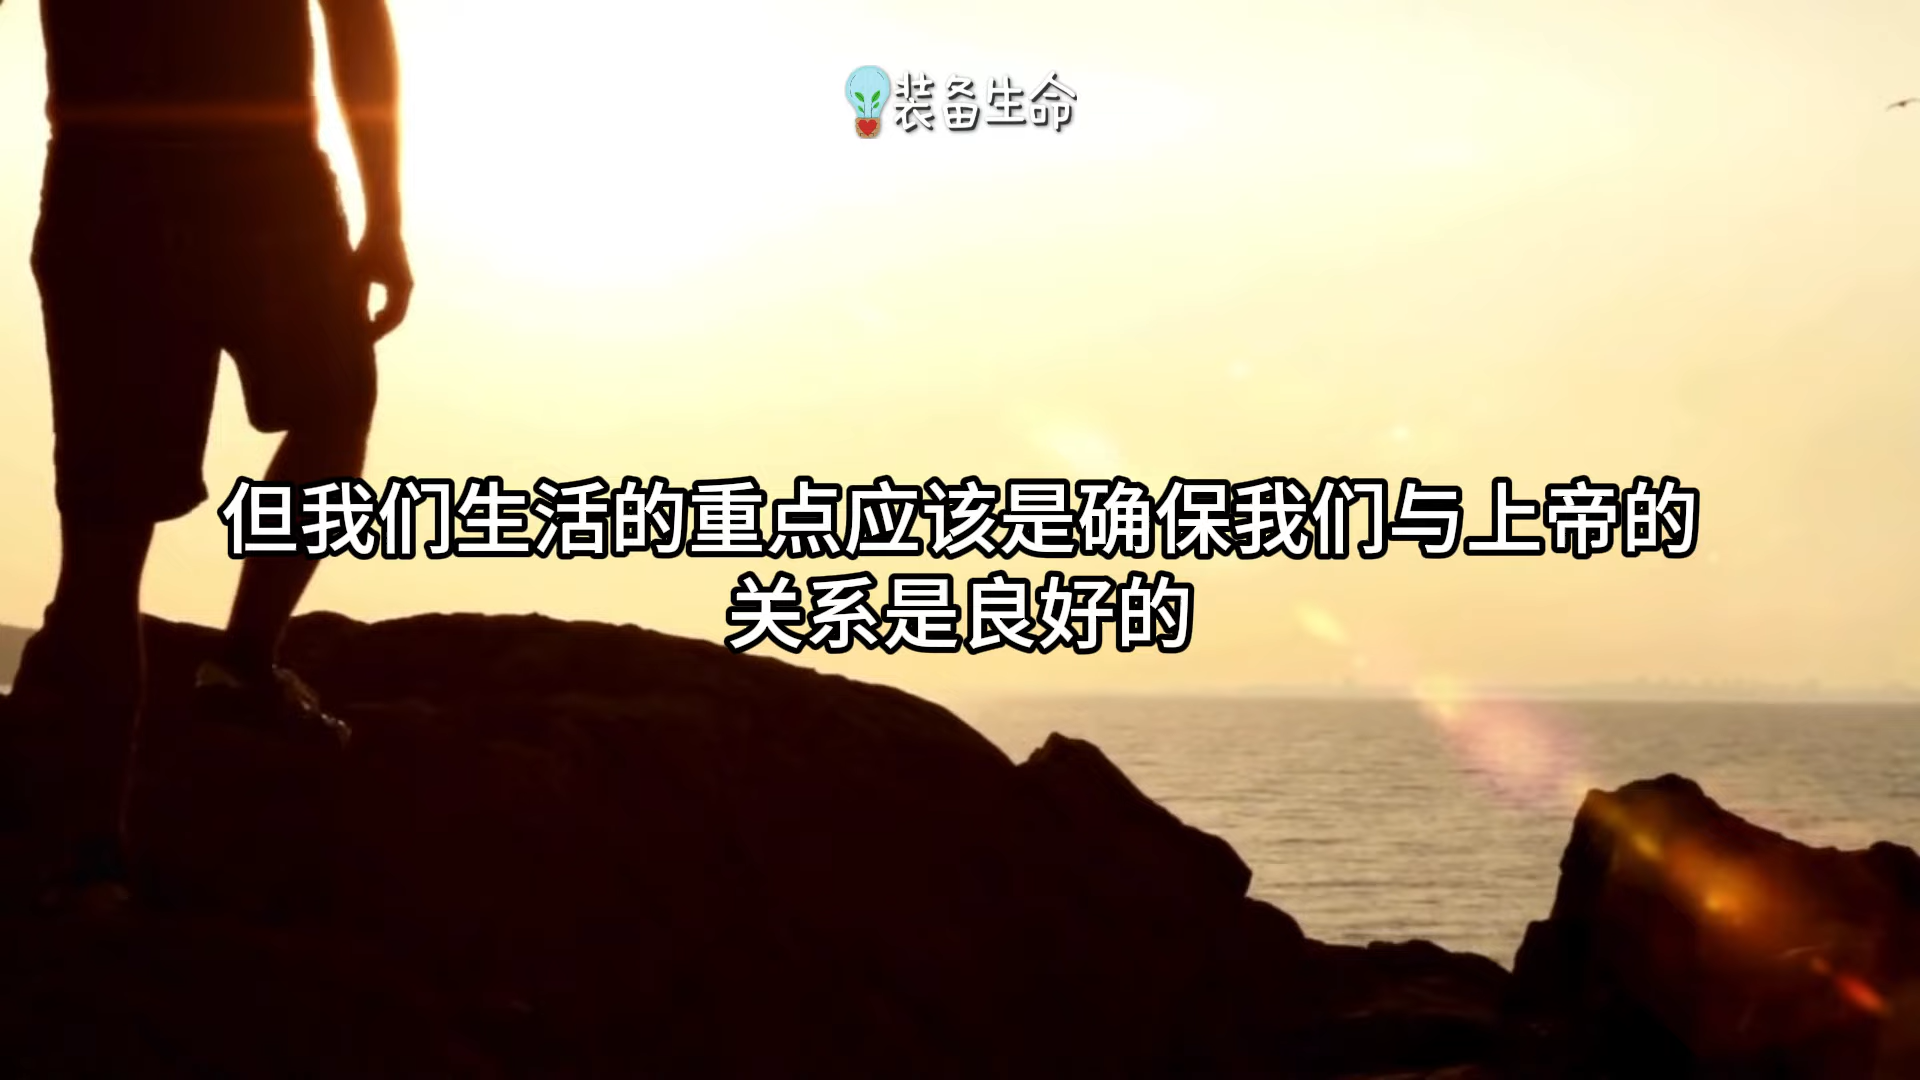 装备生命
但我们生活的重点应该是确保我们与上帝的
关系是良好的